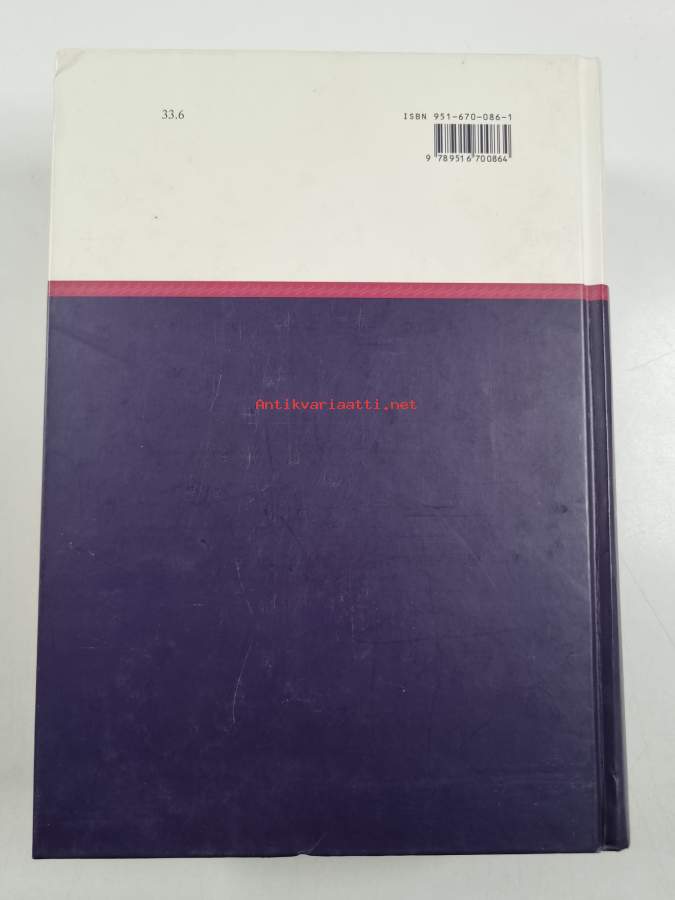 33.6
ISBN 951-670-086-1
9 789516 700864
Antikvariaatti.net